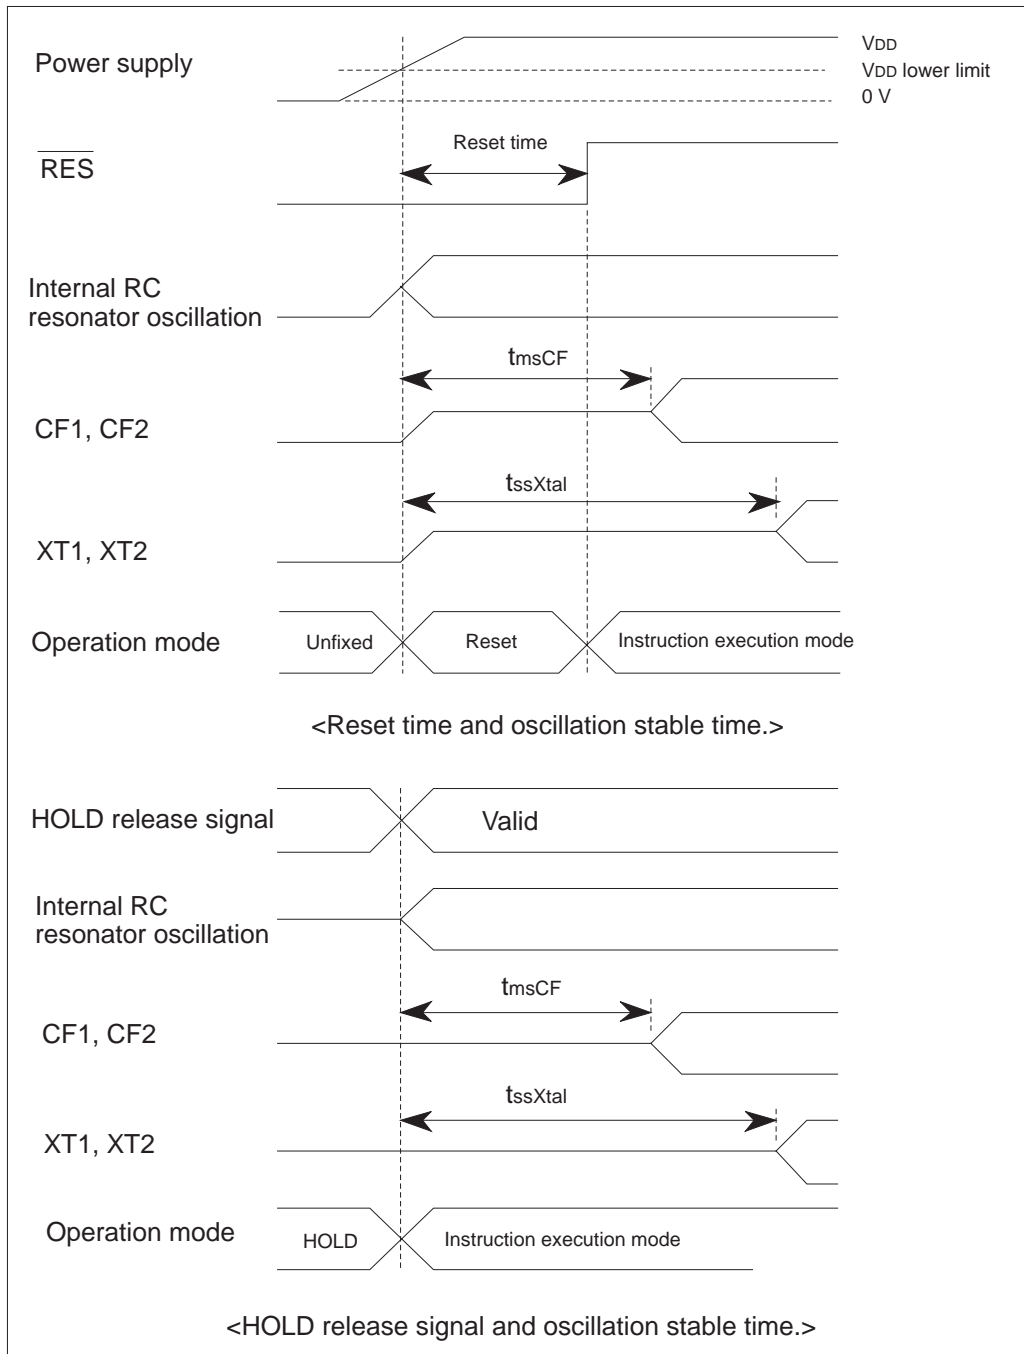 Power supply
VDD
VDD lower limit
0 V
RES
Reset time
Internal RC
resonator oscillation
tmsCF
CF1, CF2
tssXtal
XT1, XT2
Operation mode
Unfixed
Reset
Instruction execution mode
<Reset time and oscillation stable time.>
HOLD release signal
Valid
Internal RC
resonator oscillation
tmsCF
CF1, CF2
tssXtal
XT1, XT2
Operation mode
HOLD
Instruction execution mode
<HOLD release signal and oscillation stable time.>